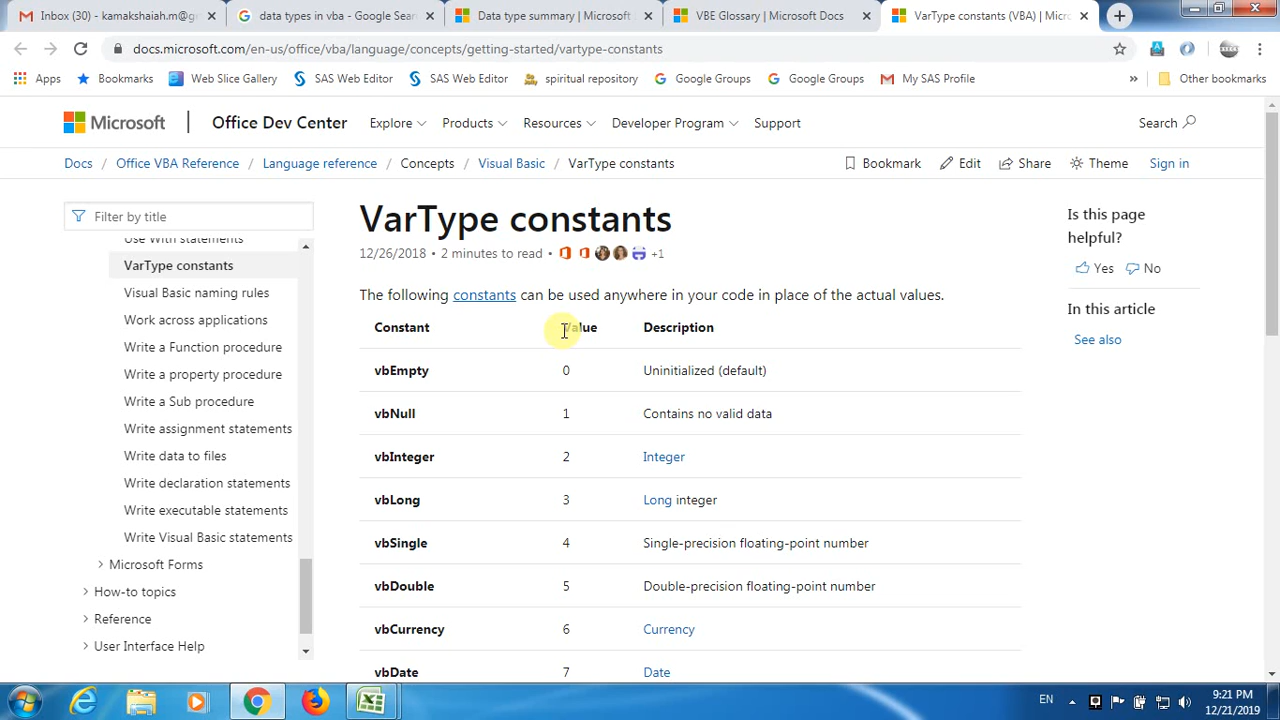 Inbox (30) - kamakshaiah.m@g
data types in vba - Google Sea
Data type summary | Microsoft
VBE Glossary | Microsoft Docs
VarType constants (VBA) | Micr
docs.microsoft.com/en-us/office/vba/language/concepts/getting-started/vartype-constants
Apps Bookmarks Web Slice Gallery SAS Web Editor SAS Web Editor spiritual repository Google Groups Google Groups My SAS Profile » Other bookmarks
Microsoft | Office Dev Center Explore Products Resources Developer Program Support Search
Docs / Office VBA Reference / Language reference / Concepts / Visual Basic / VarType constants Bookmark Edit Share Theme Sign in
Filter by title
Use With statements
VarType constants
Visual Basic naming rules
Work across applications
Write a Function procedure
Write a property procedure
Write a Sub procedure
Write assignment statements
Write data to files
Write declaration statements
Write executable statements
Write Visual Basic statements
Microsoft Forms
How-to topics
Reference
User Interface Help
VarType constants
12/26/2018 • 2 minutes to read • +1
The following constants can be used anywhere in your code in place of the actual values.
Constant Value Description
vbEmpty 0 Uninitialized (default)
vbNull 1 Contains no valid data
vbInteger 2 Integer
vbLong 3 Long integer
vbSingle 4 Single-precision floating-point number
vbDouble 5 Double-precision floating-point number
vbCurrency 6 Currency
vbDate 7 Date
Is this page
helpful?
Yes No
In this article
See also
EN
9:21 PM
12/21/2019